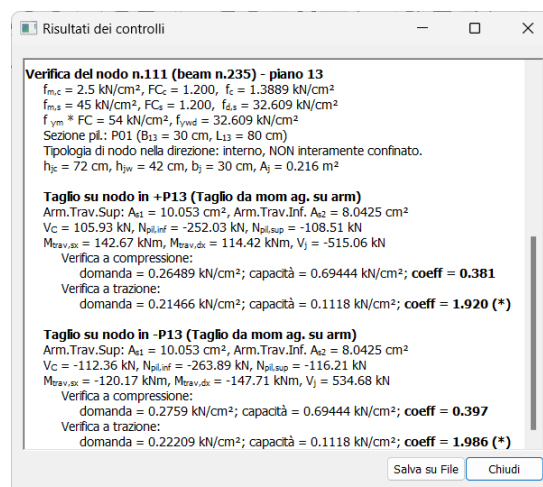 Risultati dei controlli
Verifica del nodo n.111 (beam n.235) - piano 13
fm,c = 2.5 kN/cm², FCc = 1.200, fc = 1.3889 kN/cm²
fm,s = 45 kN/cm², FCs = 1.200, fd,s = 32.609 kN/cm²
f ym * FC = 54 kN/cm², fywd = 32.609 kN/cm²
Sezione pil.: P01 (B13 = 30 cm, L13 = 80 cm)
Tipologia di nodo nella direzione: interno, NON interamente confinato.
hjc = 72 cm, hjw = 42 cm, bj = 30 cm, Aj = 0.216 m²
Taglio su nodo in +P13 (Taglio da mom ag. su arm)
Arm.Trav.Sup: As1 = 10.053 cm², Arm.Trav.Inf. As2 = 8.0425 cm²
VC = 105.93 kN, Npil,inf = -252.03 kN, Npil,sup = -108.51 kN
Mtrav,sx = 142.67 kNm, Mtrav,dx = 114.42 kNm, Vj = -515.06 kN
Verifica a compressione:
domanda = 0.26489 kN/cm²; capacità = 0.69444 kN/cm²; coeff = 0.381
Verifica a trazione:
domanda = 0.21466 kN/cm²; capacità = 0.1118 kN/cm²; coeff = 1.920 (*)
Taglio su nodo in -P13 (Taglio da mom ag. su arm)
Arm.Trav.Sup: As1 = 10.053 cm², Arm.Trav.Inf. As2 = 8.0425 cm²
VC = -112.36 kN, Npil,inf = -263.89 kN, Npil,sup = -116.21 kN
Mtrav,sx = -120.17 kNm, Mtrav,dx = -147.71 kNm, Vj = 534.68 kN
Verifica a compressione:
domanda = 0.2759 kN/cm²; capacità = 0.69444 kN/cm²; coeff = 0.397
Verifica a trazione:
domanda = 0.22209 kN/cm²; capacità = 0.1118 kN/cm²; coeff = 1.986 (*)
Salva su File Chiudi